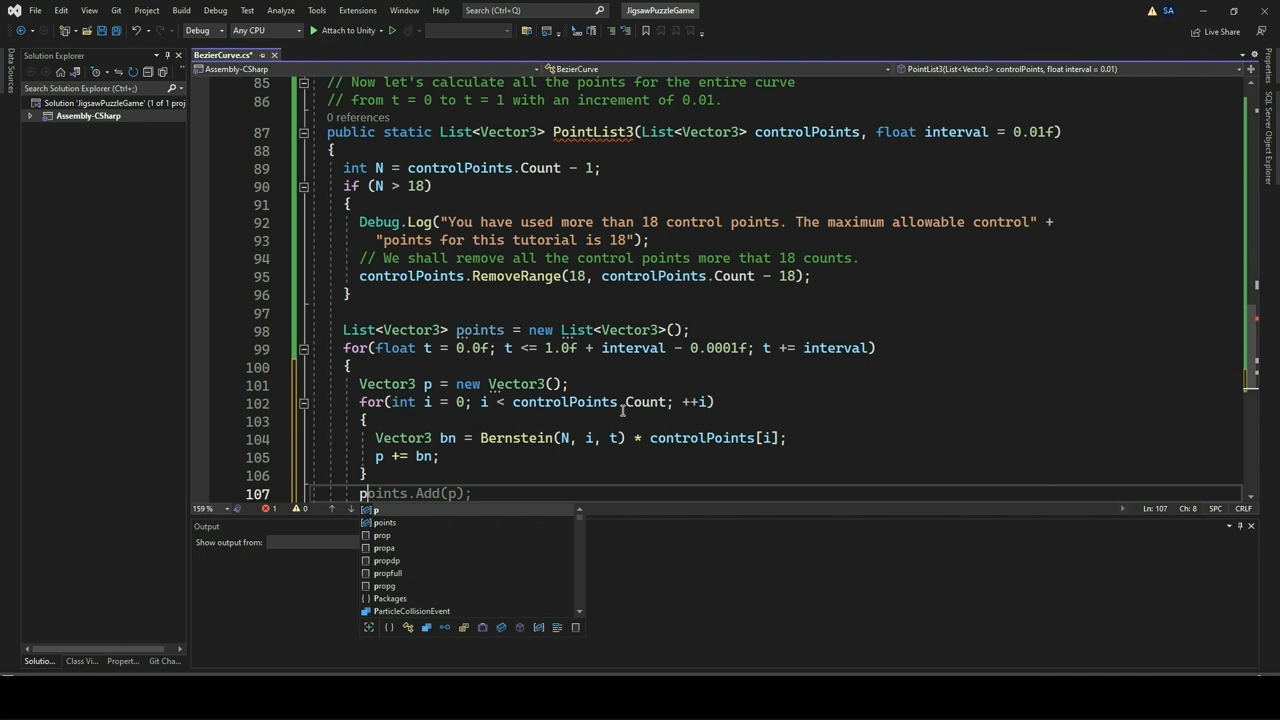 File Edit View Git Project Build Debug Test Analyze Tools Extensions Window Help Search (Ctrl+Q) JigsawPuzzleGame SA
Debug Any CPU Attach to Unity Live Share
Data Sources
Solution Explorer
Search Solution Explorer (Ctrl+;)
Solution 'JigsawPuzzleGame' (1 of 1 proj
Assembly-CSharp
BezierCurve.cs*
Assembly-CSharp BezierCurve PointList3(List<Vector3> controlPoints, float interval = 0.01)
85 // Now let's calculate all the points for the entire curve
86 // from t = 0 to t = 1 with an increment of 0.01.
0 references
87 public static List<Vector3> PointList3(List<Vector3> controlPoints, float interval = 0.01f)
88 {
89 int N = controlPoints.Count - 1;
90 if (N > 18)
91 {
92 Debug.Log("You have used more than 18 control points. The maximum allowable control" +
93 "points for this tutorial is 18");
94 // We shall remove all the control points more that 18 counts.
95 controlPoints.RemoveRange(18, controlPoints.Count - 18);
96 }
97
98 List<Vector3> points = new List<Vector3>();
99 for(float t = 0.0f; t <= 1.0f + interval - 0.0001f; t += interval)
100 {
101 Vector3 p = new Vector3();
102 for(int i = 0; i < controlPoints.Count; ++i)
103 {
104 Vector3 bn = Bernstein(N, i, t) * controlPoints[i];
105 p += bn;
106 }
107 points.Add(p);
159 % 1 0 Ln: 107 Ch: 8 SPC CRLF
p
points
prop
propa
propdp
propfull
propg
{ } Packages
ParticleCollisionEvent
Output
Show output from:
Solutio... Class Vi... Propert... Git Cha...
Properties
SQL Server Object Explorer